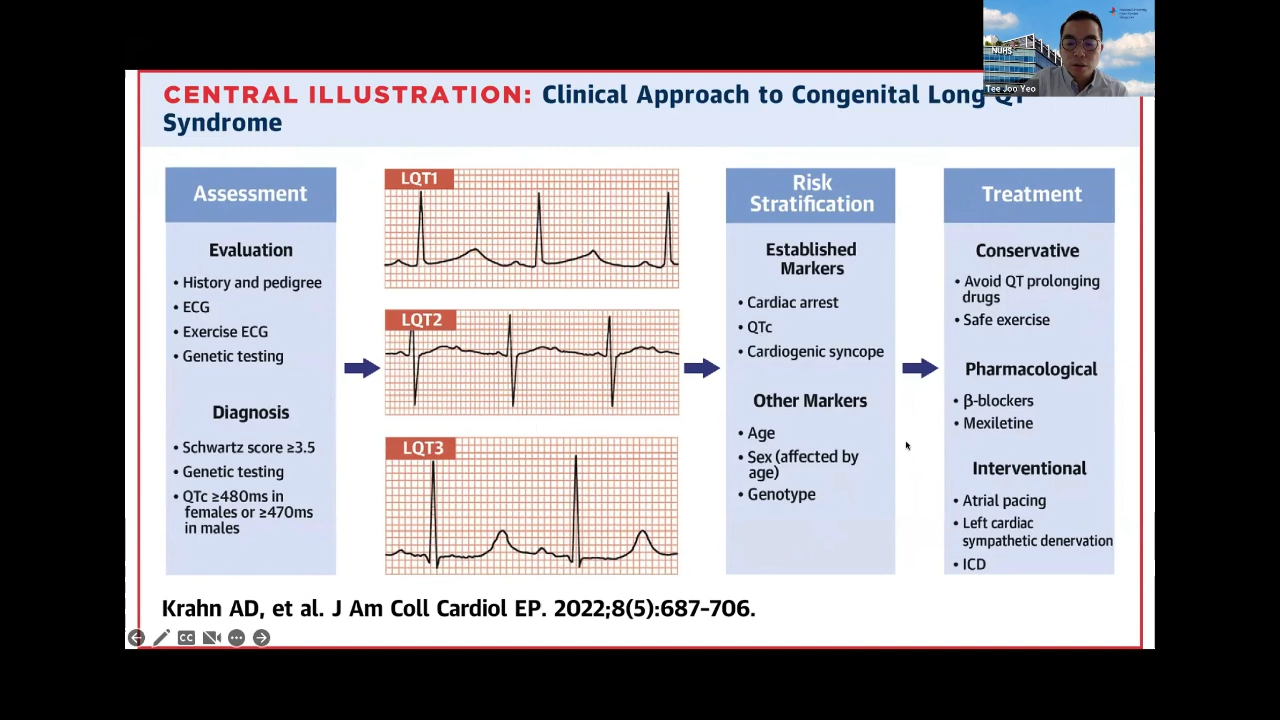 CENTRAL ILLUSTRATION: Clinical Approach to Congenital Long QT
Syndrome
NUHS
Tee Joo Yeo
Assessment
Evaluation
• History and pedigree
• ECG
• Exercise ECG
• Genetic testing
Diagnosis
• Schwartz score ≥3.5
• Genetic testing
• QTc ≥480ms in
females or ≥470ms
in males
LQT1
LQT2
LQT3
Risk
Stratification
Established
Markers
• Cardiac arrest
• QTc
• Cardiogenic syncope
Other Markers
• Age
• Sex (affected by
age)
• Genotype
Treatment
Conservative
• Avoid QT prolonging
drugs
• Safe exercise
Pharmacological
• β-blockers
• Mexiletine
Interventional
• Atrial pacing
• Left cardiac
sympathetic denervation
• ICD
Krahn AD, et al. J Am Coll Cardiol EP. 2022;8(5):687–706.
CC